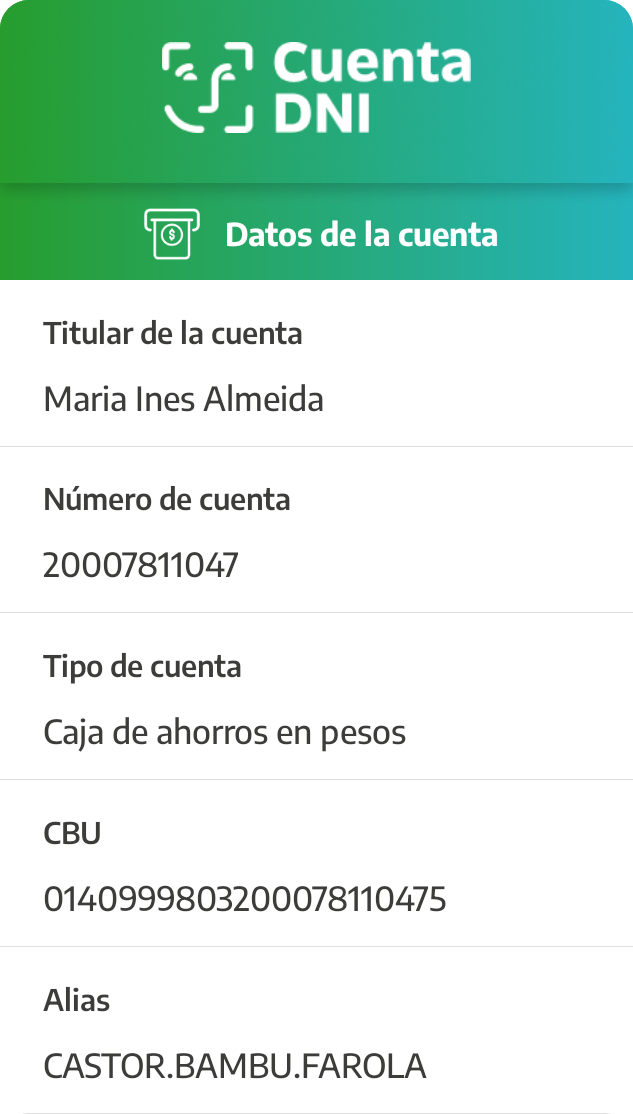 Cuenta
DNI
Datos de la cuenta
Titular de la cuenta
Maria Ines Almeida
Número de cuenta
20007811047
Tipo de cuenta
Caja de ahorros en pesos
CBU
0140999803200078110475
Alias
CASTOR.BAMBU.FAROLA